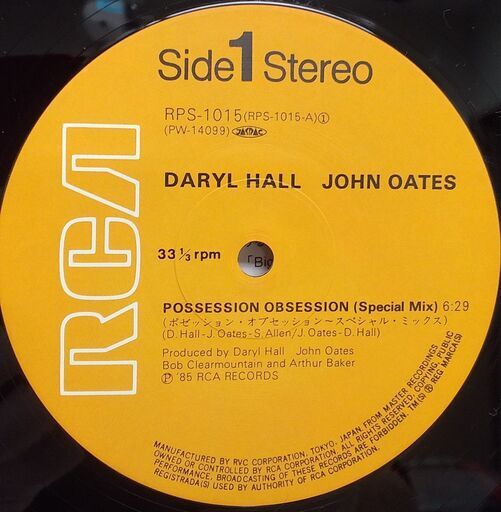 Side 1 Stereo
RPS-1015 (RPS-1015-A) ①
(PW-14099) JASRAC
DARYL HALL JOHN OATES
RCA
33 1/3 rpm
「Big
POSSESSION OBSESSION (Special Mix) 6:29
(ポゼッション・オブセッション〜スペシャル・ミックス)
(D. Hall-J. Oates-S. Allen/J. Oates-D. Hall)
Produced by Daryl Hall John Oates
Bob Clearmountain and Arthur Baker
Ⓟ '85 RCA RECORDS
MANUFACTURED BY RVC CORPORATION, TOKYO, JAPAN, FROM MASTER RECORDINGS
OWNED OR CONTROLLED BY RCA CORPORATION. ALL RIGHTS RESERVED, COPYING, PUBLIC
PERFORMANCE, BROADCASTING OF THESE RECORDS ARE FORBIDDEN. TM(S) ® REG. MARCA(S)
REGISTRADA(S) USED BY AUTHORITY OF RCA CORPORATION.